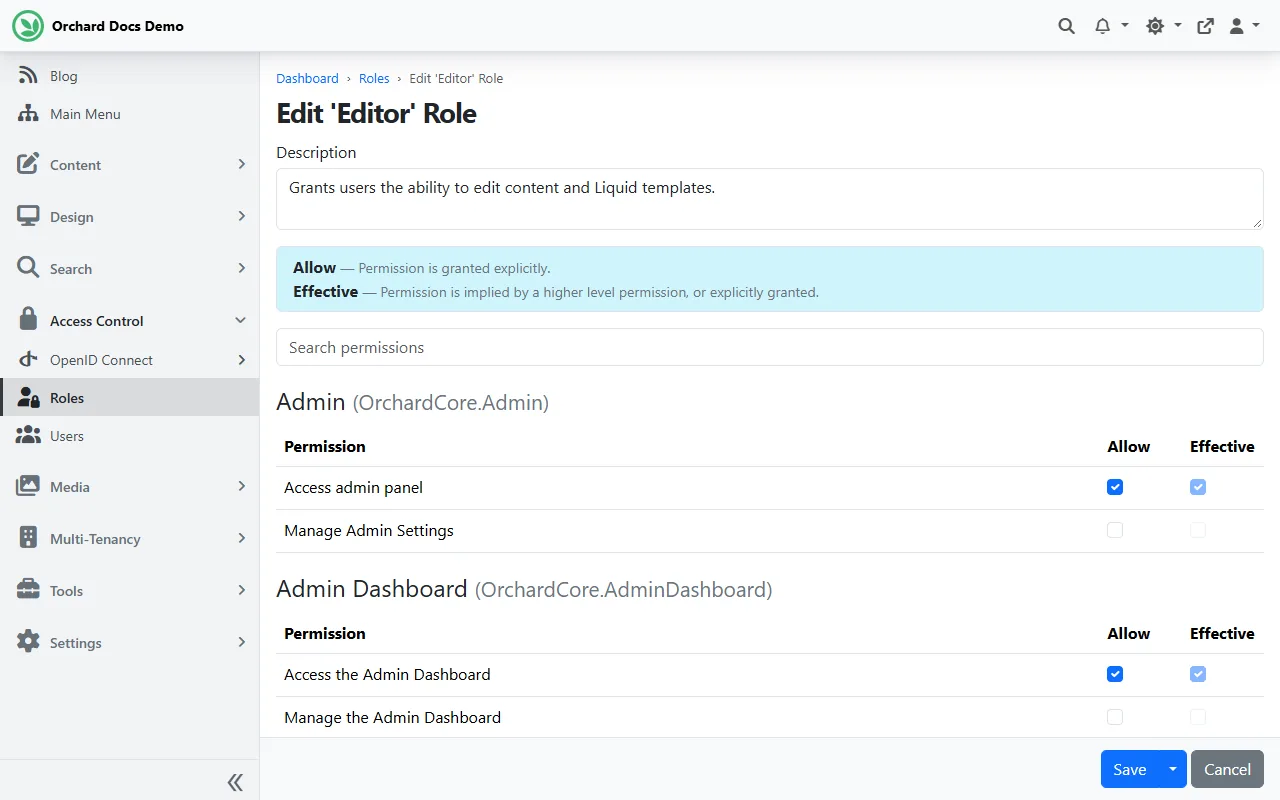 Orchard Docs Demo
Blog
Main Menu
Content
Design
Search
Access Control
OpenID Connect
Roles
Users
Media
Multi-Tenancy
Tools
Settings
Dashboard › Roles › Edit 'Editor' Role
Edit 'Editor' Role
Description
Grants users the ability to edit content and Liquid templates.
Allow — Permission is granted explicitly.
Effective — Permission is implied by a higher level permission, or explicitly granted.
Search permissions
Admin (OrchardCore.Admin)
Permission Allow Effective
Access admin panel
Manage Admin Settings
Admin Dashboard (OrchardCore.AdminDashboard)
Permission Allow Effective
Access the Admin Dashboard
Manage the Admin Dashboard
Save Cancel